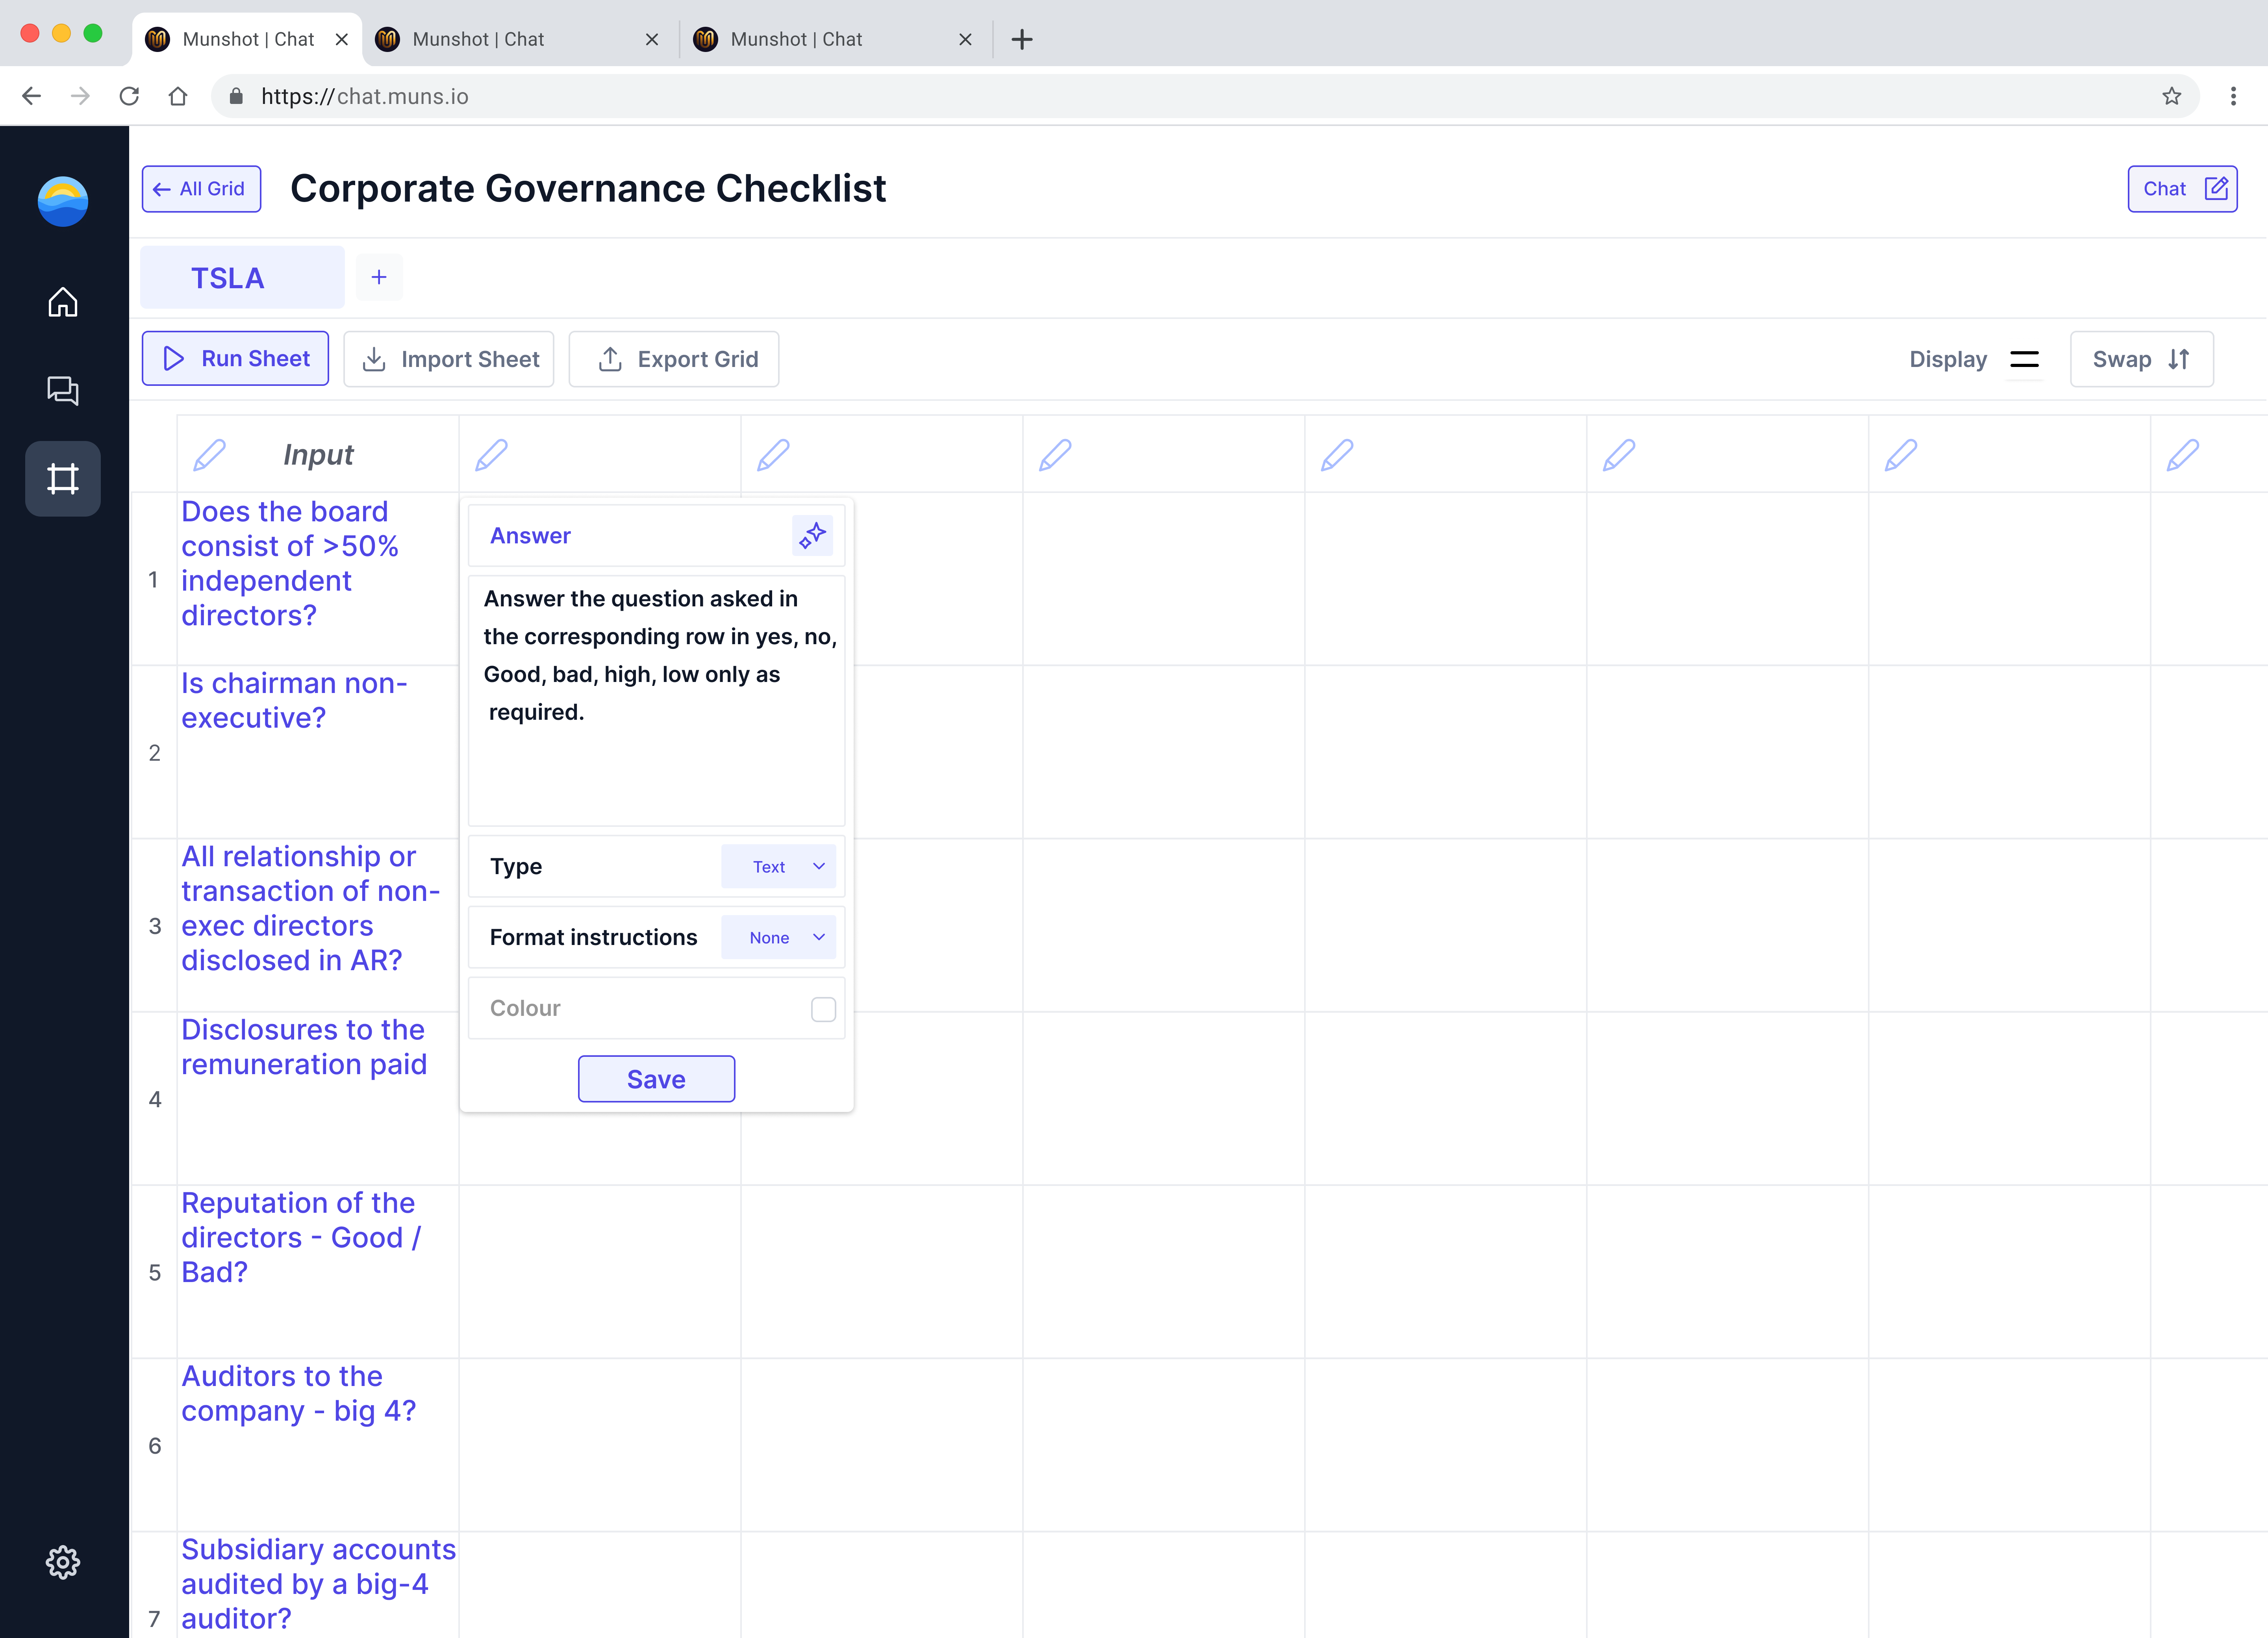 Munshot | Chat
Munshot | Chat
Munshot | Chat
https://chat.muns.io
All Grid
Corporate Governance Checklist
Chat
TSLA
Run Sheet
Import Sheet
Export Grid
Display
Swap
Input
1
Does the board
consist of >50%
independent
directors?
2
Is chairman non-
executive?
3
All relationship or
transaction of non-
exec directors
disclosed in AR?
4
Disclosures to the
remuneration paid
5
Reputation of the
directors - Good /
Bad?
6
Auditors to the
company - big 4?
7
Subsidiary accounts
audited by a big-4
auditor?
Answer
Answer the question asked in
the corresponding row in yes, no,
Good, bad, high, low only as
required.
Type
Text
Format instructions
None
Colour
Save